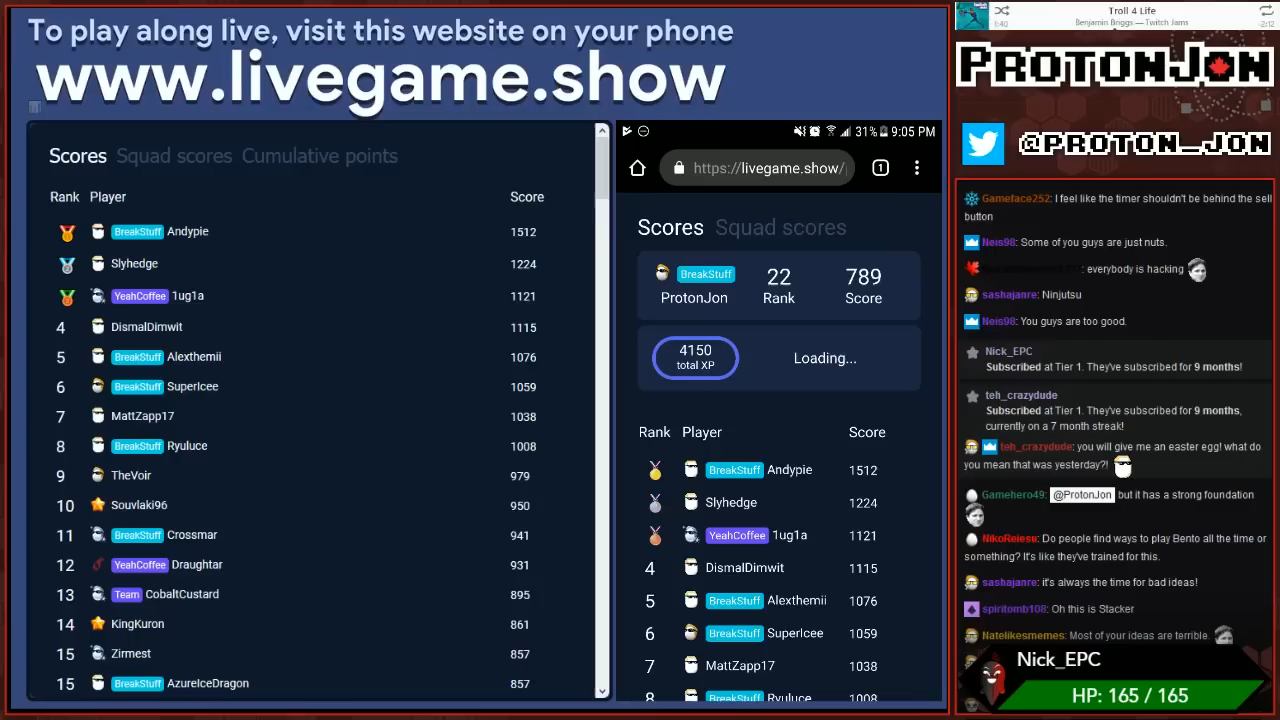 To play along live, visit this website on your phone
www.livegame.show
Scores Squad scores Cumulative points
Rank Player Score
BreakStuff Andypie 1512
Slyhedge 1224
YeahCoffee 1ug1a 1121
4 DismalDimwit 1115
5 BreakStuff Alexthemii 1076
6 BreakStuff SuperIcee 1059
7 MattZapp17 1038
8 BreakStuff Ryuluce 1008
9 TheVoir 979
10 Souvlaki96 950
11 BreakStuff Crossmar 941
12 YeahCoffee Draughtar 931
13 Team CobaltCustard 895
14 KingKuron 861
15 Zirmest 857
15 BreakStuff AzureIceDragon 857
31% 9:05 PM
https://livegame.show/ 1
Scores Squad scores
BreakStuff ProtonJon
22 Rank
789 Score
4150 total XP
Loading...
Rank Player Score
BreakStuff Andypie 1512
Slyhedge 1224
YeahCoffee 1ug1a 1121
4 DismalDimwit 1115
5 BreakStuff Alexthemii 1076
6 BreakStuff SuperIcee 1059
7 MattZapp17 1038
8 BreakStuff Ryuluce 1008
Troll 4 Life
Benjamin Briggs — Twitch Jams
1:40 -2:12
PROTONJON
@PROTON_JON
Gameface252: I feel like the timer shouldn't be behind the sell
button
Neis98: Some of you guys are just nuts.
: everybody is hacking
sashajanre: Ninjutsu
Neis98: You guys are too good.
Nick_EPC
Subscribed at Tier 1. They've subscribed for 9 months!
teh_crazydude
Subscribed at Tier 1. They've subscribed for 9 months,
currently on a 7 month streak!
teh_crazydude: you will give me an easter egg! what do
you mean that was yesterday?!
Gamehero49: @ProtonJon but it has a strong foundation
NikoReiesu: Do people find ways to play Bento all the time or
something? It's like they've trained for this.
sashajanre: it's always the time for bad ideas!
spiritomb108: Oh this is Stacker
Natelikesmemes: Most of your ideas are terrible.
Nick_EPC
HP: 165 / 165